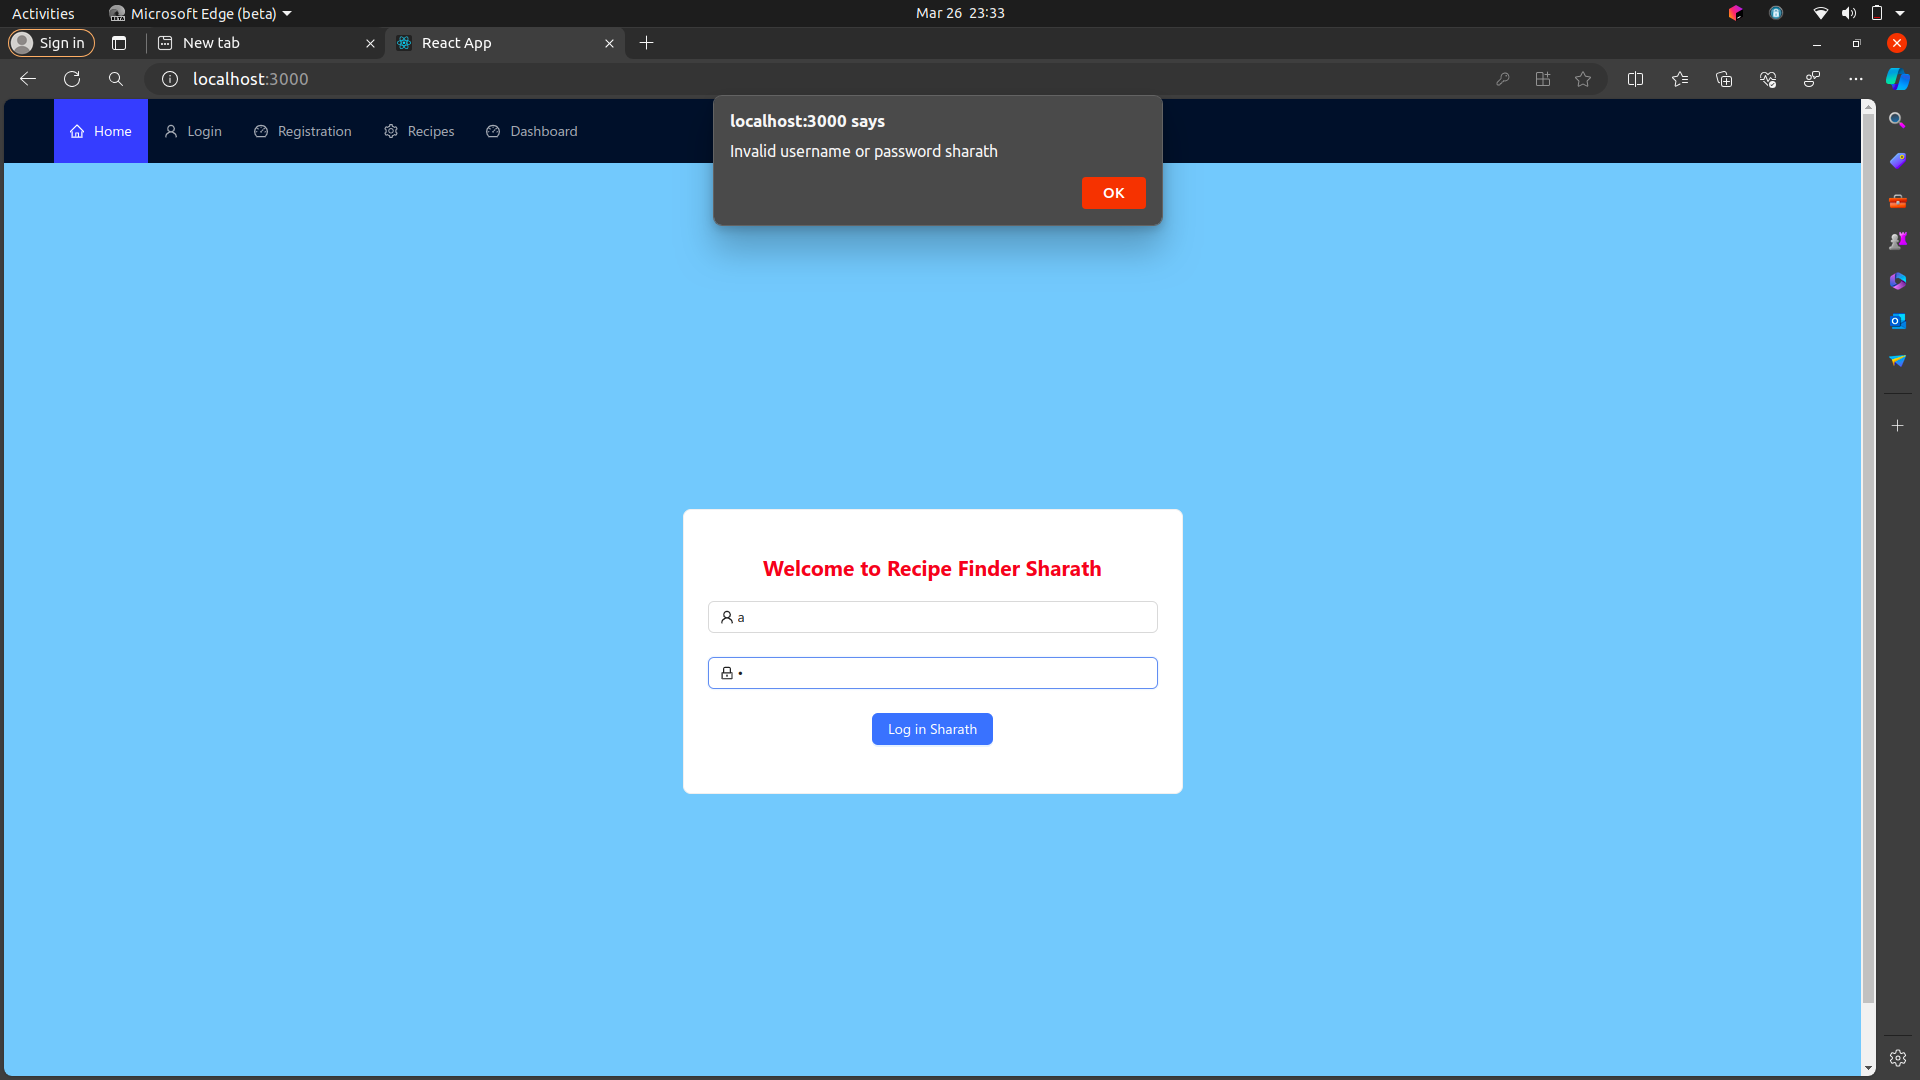 Activities
Microsoft Edge (beta)
Mar 26 23:33
Sign in
New tab
React App
localhost:3000
Home
Login
Registration
Recipes
Dashboard
localhost:3000 says
Invalid username or password sharath
OK
Welcome to Recipe Finder Sharath
a
•
Log in Sharath